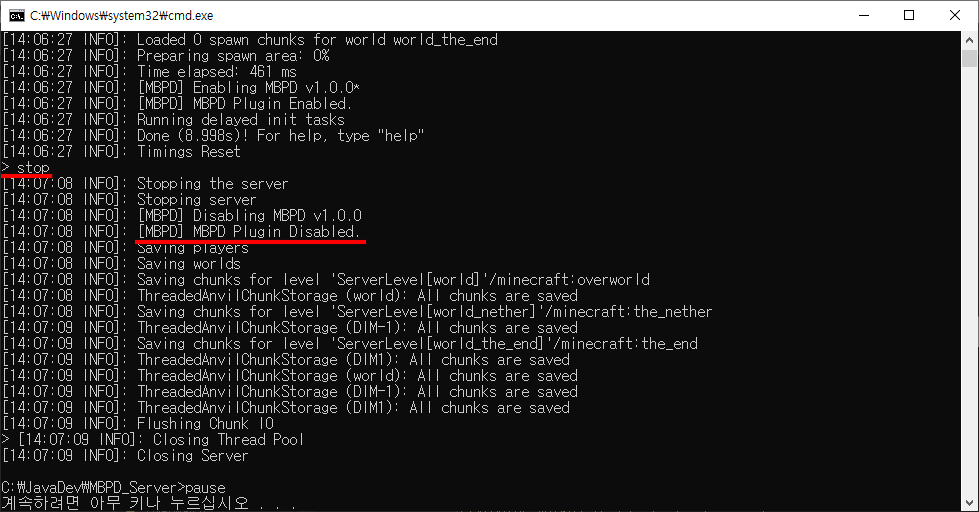 C:₩Windows₩system32₩cmd.exe
[14:06:27 INFO]: Loaded 0 spawn chunks for world world_the_end
[14:06:27 INFO]: Preparing spawn area: 0%
[14:06:27 INFO]: Time elapsed: 461 ms
[14:06:27 INFO]: [MBPD] Enabling MBPD v1.0.0*
[14:06:27 INFO]: [MBPD] MBPD Plugin Enabled.
[14:06:27 INFO]: Running delayed init tasks
[14:06:27 INFO]: Done (8.998s)! For help, type "help"
[14:06:27 INFO]: Timings Reset
> stop
[14:07:08 INFO]: Stopping the server
[14:07:08 INFO]: Stopping server
[14:07:08 INFO]: [MBPD] Disabling MBPD v1.0.0
[14:07:08 INFO]: [MBPD] MBPD Plugin Disabled.
[14:07:08 INFO]: Saving players
[14:07:08 INFO]: Saving worlds
[14:07:08 INFO]: Saving chunks for level 'ServerLevel[world]'/minecraft:overworld
[14:07:08 INFO]: ThreadedAnvilChunkStorage (world): All chunks are saved
[14:07:08 INFO]: Saving chunks for level 'ServerLevel[world_nether]'/minecraft:the_nether
[14:07:09 INFO]: ThreadedAnvilChunkStorage (DIM-1): All chunks are saved
[14:07:09 INFO]: Saving chunks for level 'ServerLevel[world_the_end]'/minecraft:the_end
[14:07:09 INFO]: ThreadedAnvilChunkStorage (DIM1): All chunks are saved
[14:07:09 INFO]: ThreadedAnvilChunkStorage (world): All chunks are saved
[14:07:09 INFO]: ThreadedAnvilChunkStorage (DIM-1): All chunks are saved
[14:07:09 INFO]: ThreadedAnvilChunkStorage (DIM1): All chunks are saved
[14:07:09 INFO]: Flushing Chunk IO
> [14:07:09 INFO]: Closing Thread Pool
[14:07:09 INFO]: Closing Server
C:₩JavaDev₩MBPD_Server>pause
계속하려면 아무 키나 누르십시오 . . .